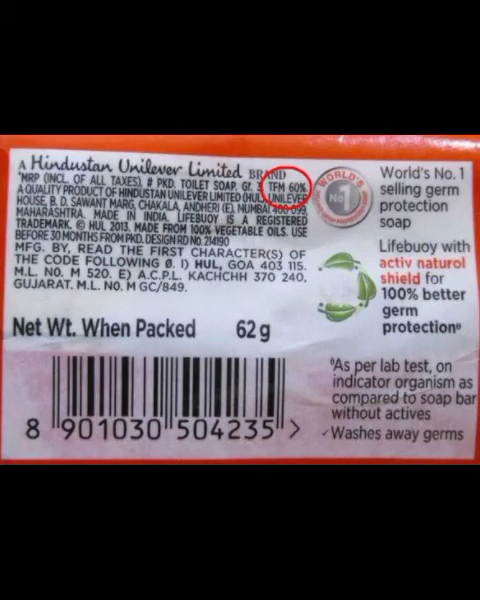 A Hindustan Unilever Limited BRAND
*MRP (INCL. OF ALL TAXES). # PKD. TOILET SOAP. Gr. 3 TFM 60%
A QUALITY PRODUCT OF HINDUSTAN UNILEVER LIMITED (HUL), UNILEVER
HOUSE, B. D. SAWANT MARG, CHAKALA, ANDHERI (E), MUMBAI 400 099,
MAHARASHTRA. MADE IN INDIA. LIFEBUOY IS A REGISTERED
TRADEMARK. © HUL 2013. MADE FROM 100% VEGETABLE OILS. USE
BEFORE 30 MONTHS FROM PKD. DESIGN RD No. 214190
MFG. BY, READ THE FIRST CHARACTER(S) OF
THE CODE FOLLOWING Ø. I) HUL, GOA 403 115.
M.L. NO. M 520. E) A.C.P.L. KACHCHH 370 240,
GUJARAT. M.L. NO. M GC/849.
Net Wt. When Packed 62 g
8 901030 504235 >
WORLD'S
No 1
World's No. 1
selling germ
protection
soap
Lifebuoy with
activ naturol
shield for
100% better
germ
protection⁰
⁰As per lab test, on
indicator organism as
compared to soap bar
without actives
✓Washes away germs